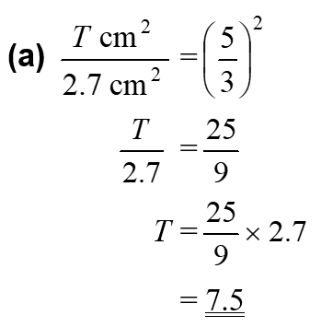 (a) T cm² / 2.7 cm² = (5/3)²
T / 2.7 = 25 / 9
T = 25 / 9 × 2.7
= 7.5